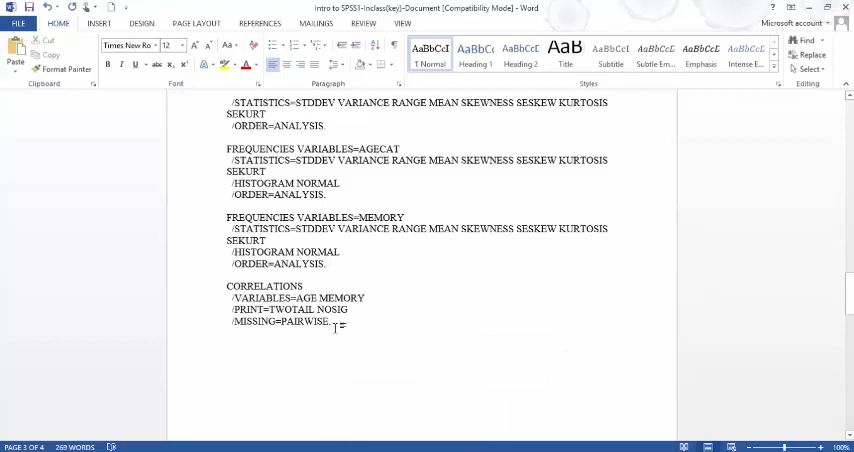 Intro to SPSS1-Inclass(key)-Document [Compatibility Mode] - Word
FILE HOME INSERT DESIGN PAGE LAYOUT REFERENCES MAILINGS REVIEW VIEW Microsoft account
Paste
Cut
Copy
Format Painter
Clipboard
Times New Ro 12
Font
Paragraph
AaBbCcI AaBbCc AaBbCcI AaB AaBbCcC AaBbCcI AaBbCcI AaBbCcI
¶ Normal Heading 1 Heading 2 Title Subtitle Subtle Em... Emphasis Intense E...
Styles
Find
Replace
Select
Editing
/STATISTICS=STDDEV VARIANCE RANGE MEAN SKEWNESS SESKEW KURTOSIS
SEKURT
/ORDER=ANALYSIS.
FREQUENCIES VARIABLES=AGECAT
/STATISTICS=STDDEV VARIANCE RANGE MEAN SKEWNESS SESKEW KURTOSIS
SEKURT
/HISTOGRAM NORMAL
/ORDER=ANALYSIS.
FREQUENCIES VARIABLES=MEMORY
/STATISTICS=STDDEV VARIANCE RANGE MEAN SKEWNESS SESKEW KURTOSIS
SEKURT
/HISTOGRAM NORMAL
/ORDER=ANALYSIS.
CORRELATIONS
/VARIABLES=AGE MEMORY
/PRINT=TWOTAIL NOSIG
/MISSING=PAIRWISE.
PAGE 3 OF 4 269 WORDS 100%